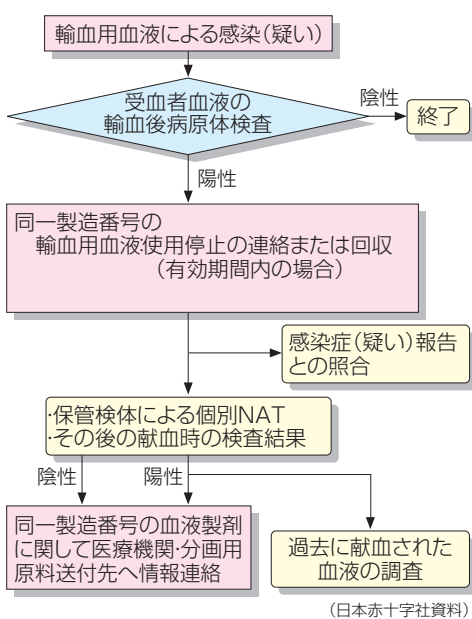 輸血用血液による感染（疑い）
受血者血液の
輸血後病原体検査
陰性
終了
陽性
同一製造番号の
輸血用血液:使用停止の連絡または回収
（有効期間内の場合）
感染症（疑い）報告
との照合
・保管検体による個別NAT
・その後の献血時の検査結果
陰性
陽性
同一製造番号の血液製剤
に関して医療機関・分画用
原料送付先へ情報連絡
過去に献血された
血液の調査
（日本赤十字社資料）